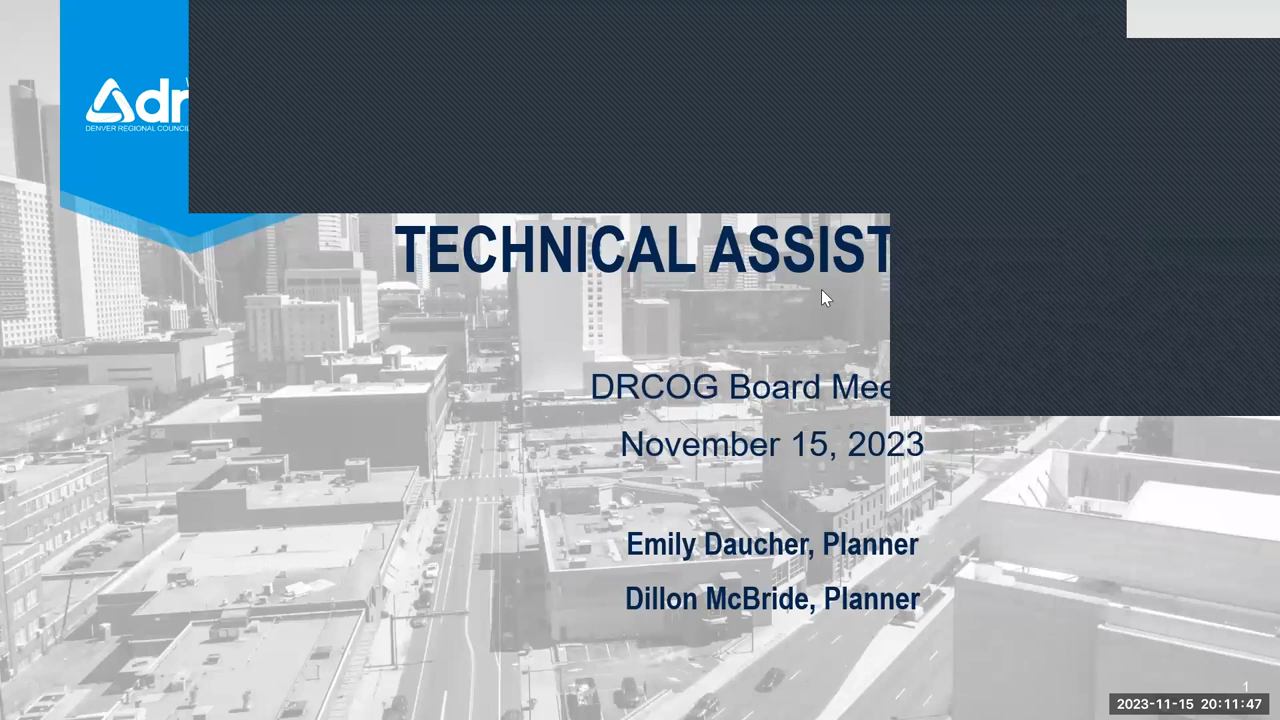 dr
DENVER REGIONAL COUNCIL
TECHNICAL ASSIST
DRCOG Board Mee
November 15, 2023
Emily Daucher, Planner
Dillon McBride, Planner
1
2023-11-15 20:11:47